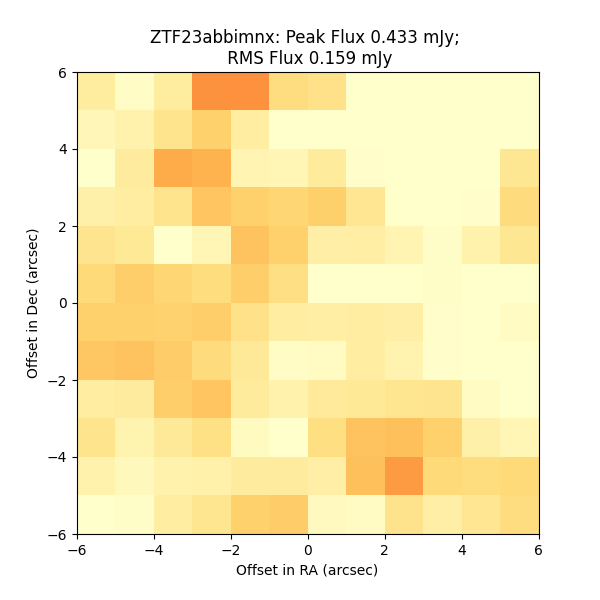 ZTF23abbimnx: Peak Flux 0.433 mJy;
RMS Flux 0.159 mJy
6
4
2
0
−2
−4
−6
Offset in Dec (arcsec)
−6 −4 −2 0 2 4 6
Offset in RA (arcsec)